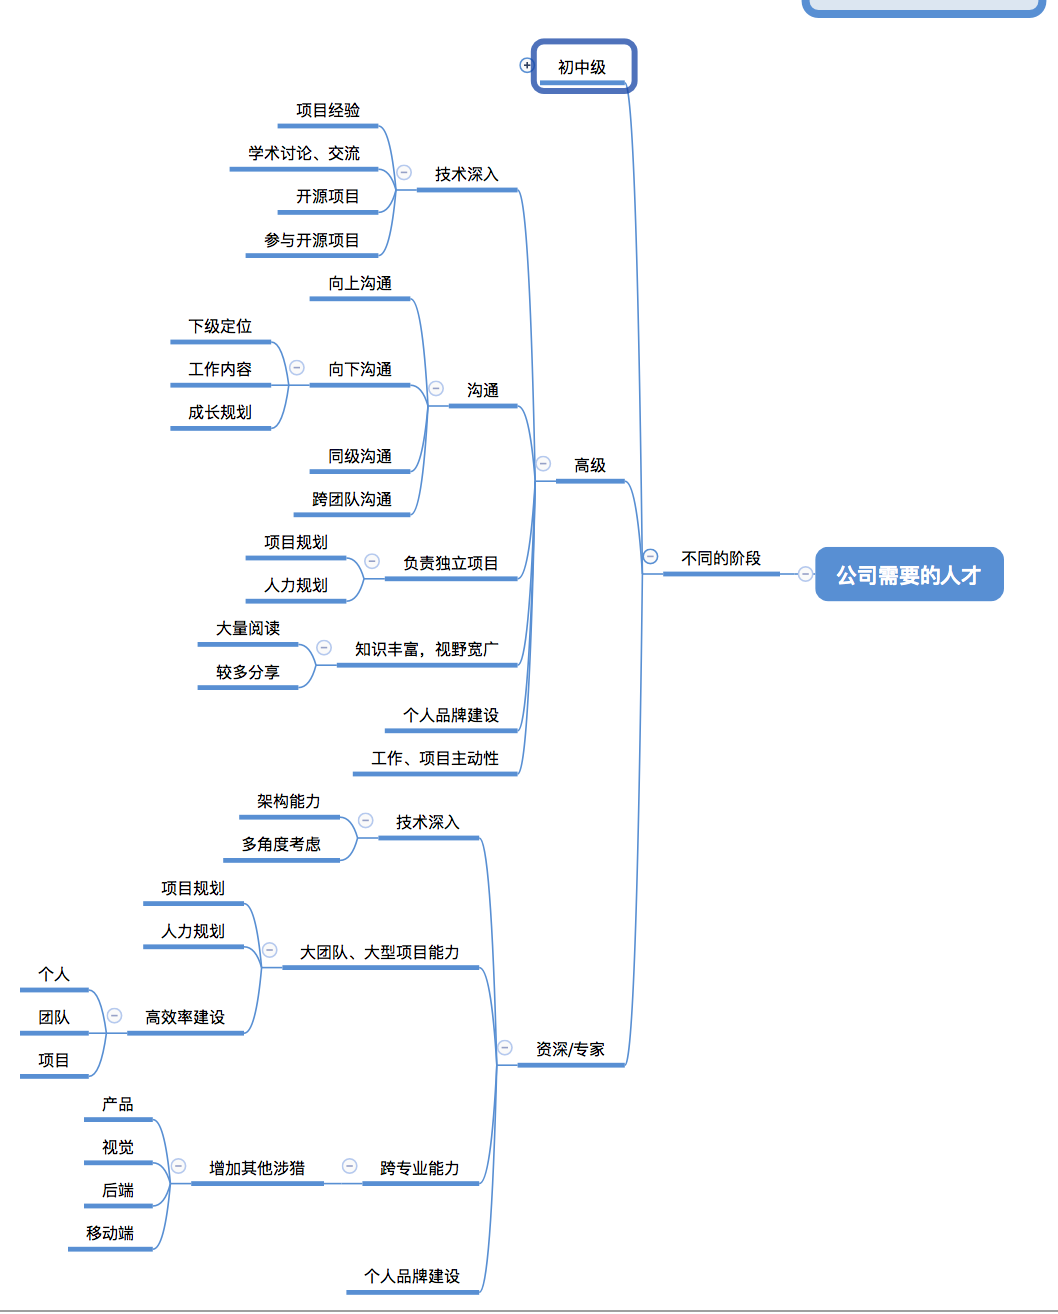 初中级
项目经验
学术讨论、交流
技术深入
开源项目
参与开源项目
向上沟通
下级定位
工作内容
向下沟通
成长规划
沟通
同级沟通
跨团队沟通
高级
项目规划
负责独立项目
人力规划
不同的阶段
公司需要的人才
大量阅读
知识丰富，视野宽广
较多分享
个人品牌建设
工作、项目主动性
架构能力
技术深入
多角度考虑
项目规划
人力规划
大团队、大型项目能力
个人
团队
高效率建设
项目
资深/专家
产品
视觉
增加其他涉猎
跨专业能力
后端
移动端
个人品牌建设